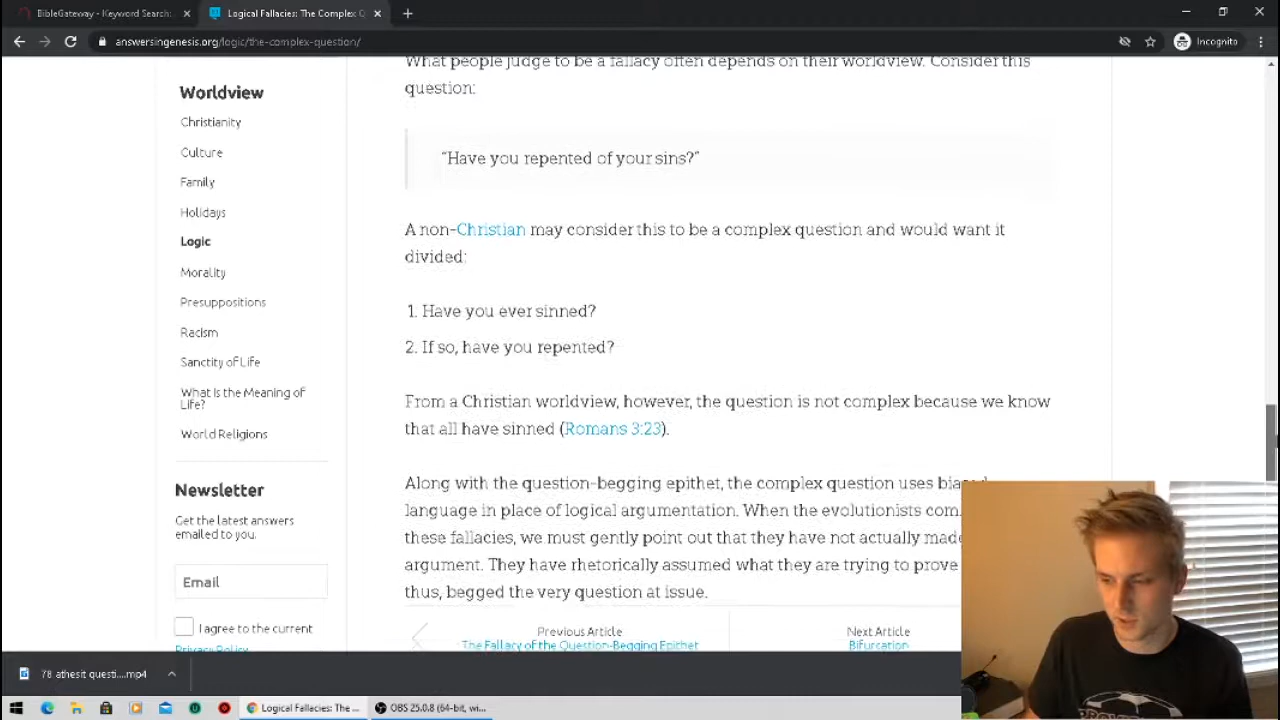 BibleGateway - Keyword Search:
Logical Fallacies: The Complex Q
answersingenesis.org/logic/the-complex-question/
Incognito
Worldview
Christianity
Culture
Family
Holidays
Logic
Morality
Presuppositions
Racism
Sanctity of Life
What is the Meaning of
Life?
World Religions
Newsletter
Get the latest answers
emailed to you.
Email
I agree to the current
Privacy Policy
What people judge to be a fallacy often depends on their worldview. Consider this
question:
“Have you repented of your sins?”
A non-Christian may consider this to be a complex question and would want it
divided:
1. Have you ever sinned?
2. If so, have you repented?
From a Christian worldview, however, the question is not complex because we know
that all have sinned (Romans 3:23).
Along with the question-begging epithet, the complex question uses biased
language in place of logical argumentation. When the evolutionists com
these fallacies, we must gently point out that they have not actually made
argument. They have rhetorically assumed what they are trying to prove
thus, begged the very question at issue.
Previous Article
The Fallacy of the Question-Begging Epithet
Next Article
Bifurcation
78 athesit questi....mp4
Logical Fallacies: The...
OBS 25.0.8 (64-bit, wi...